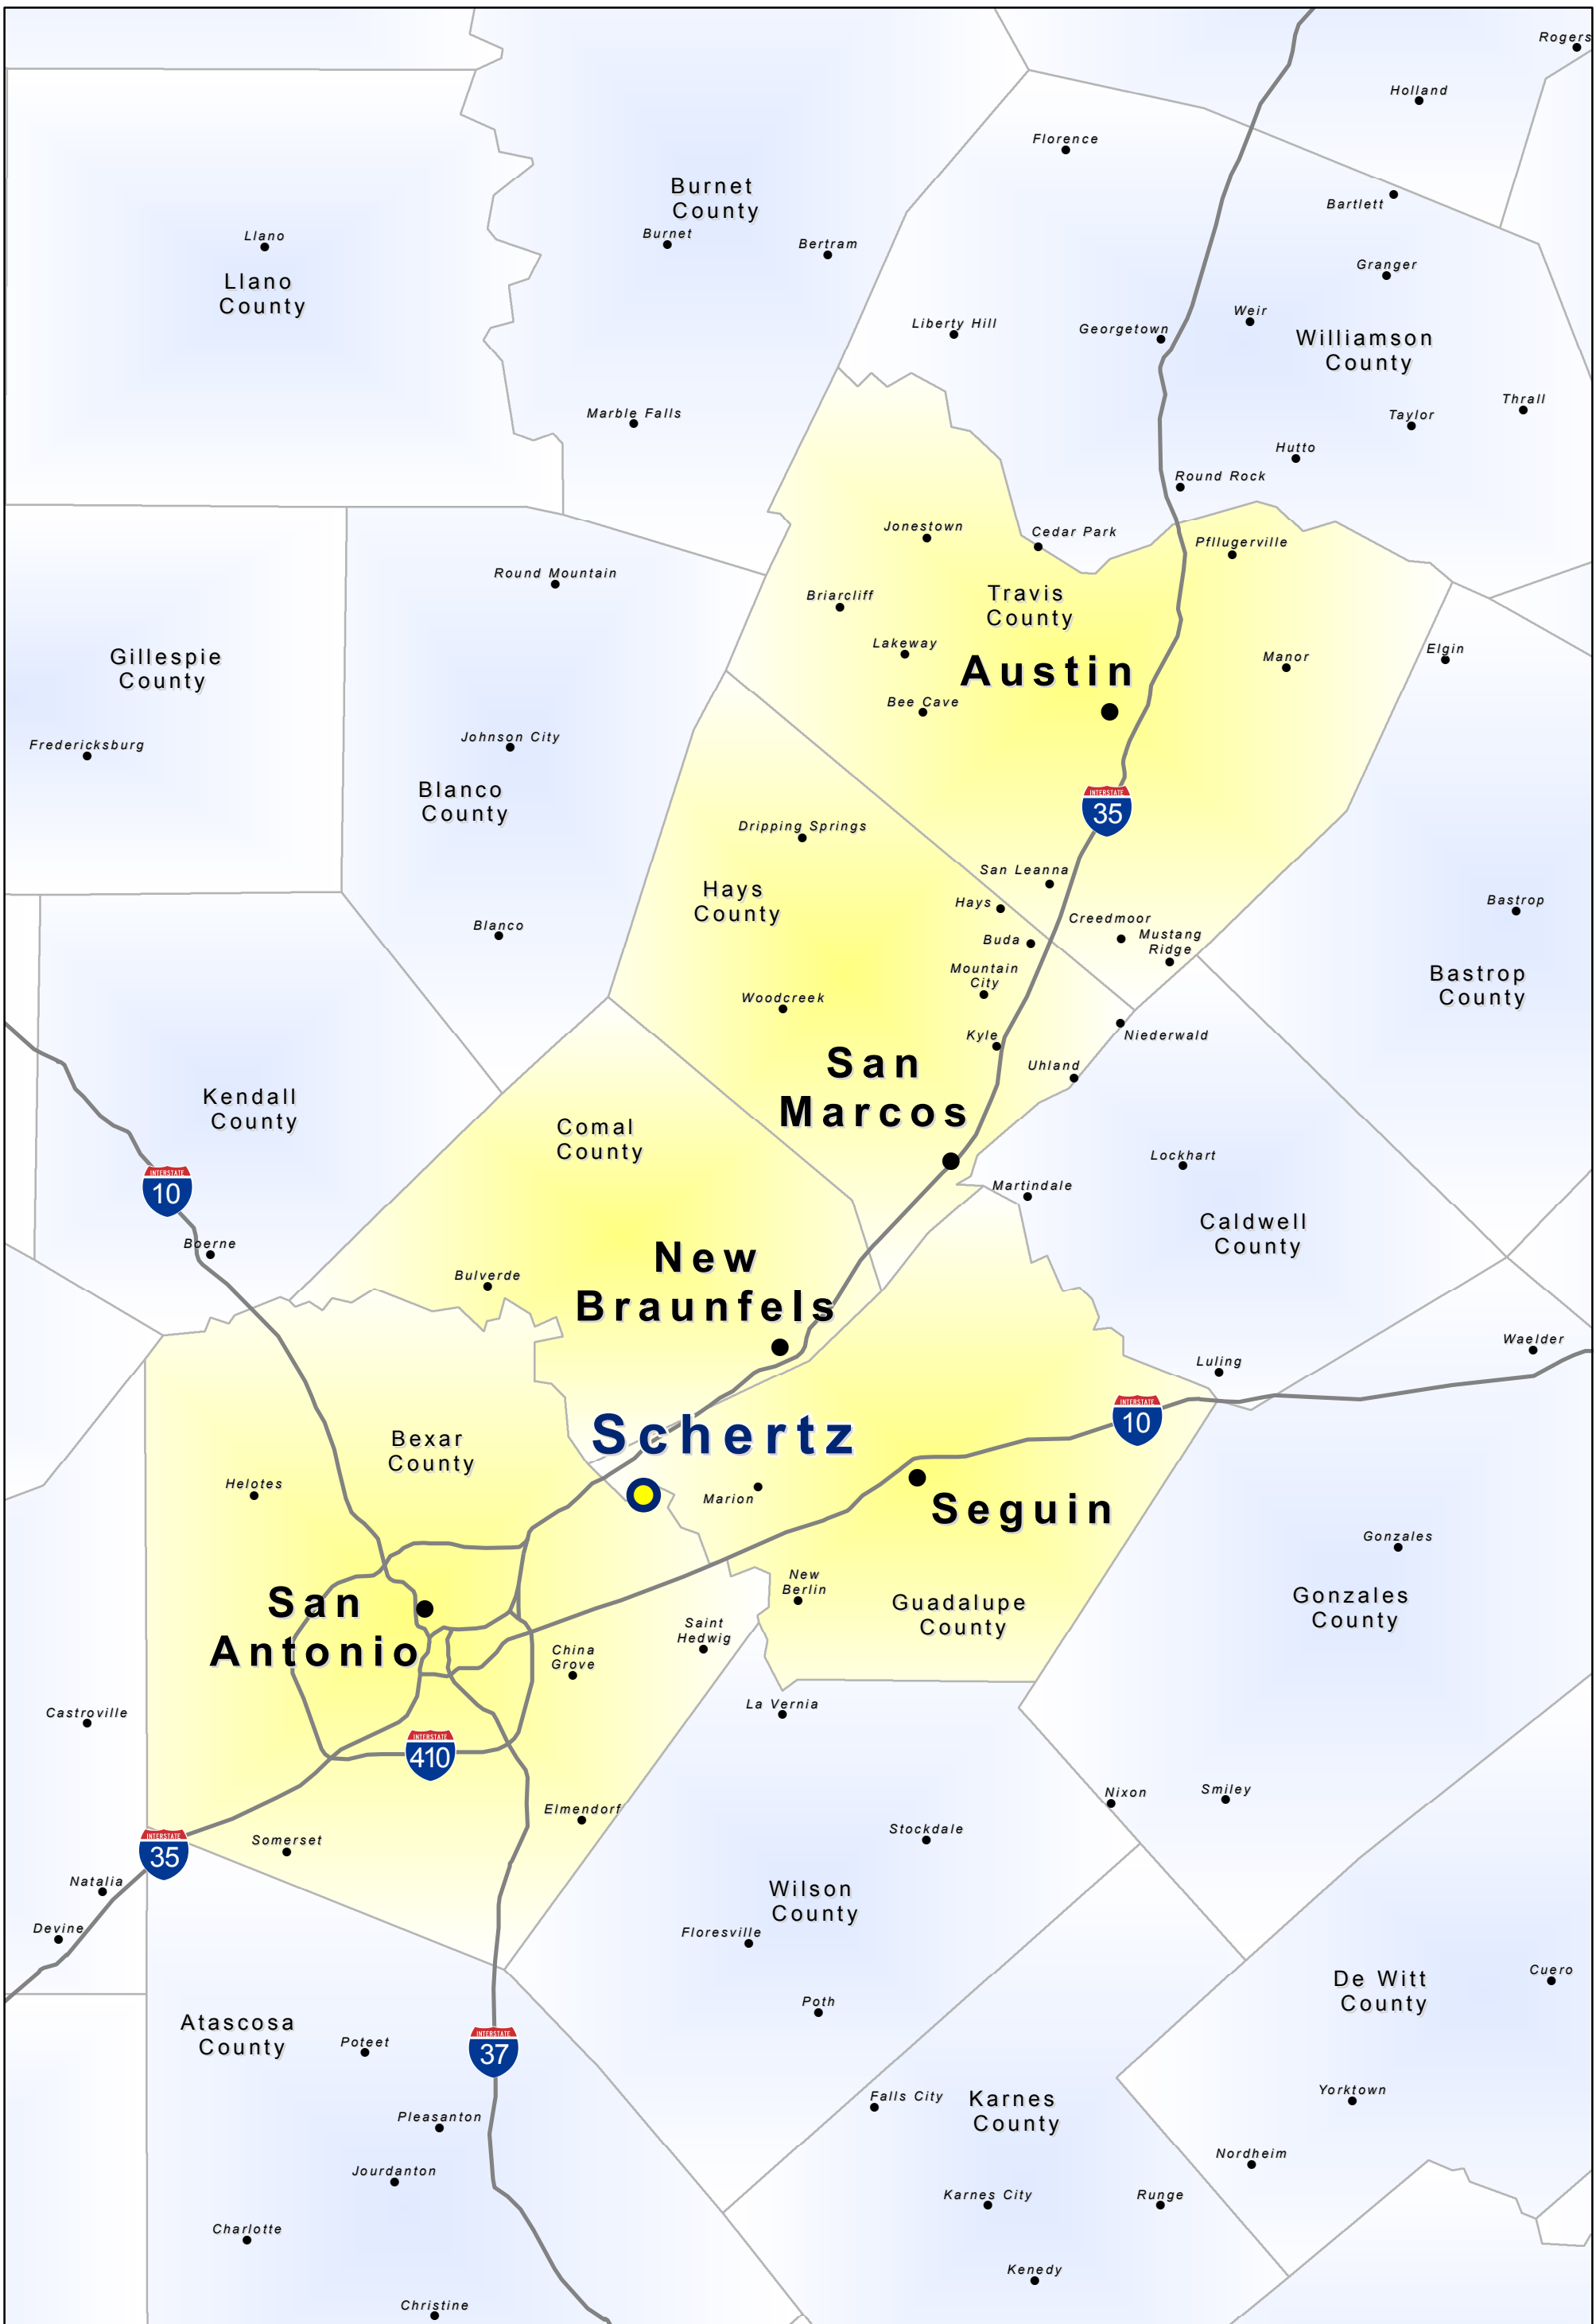 Rogers
Holland
Florence
Burnet
County
Bartlett
Burnet
Llano
Bertram
Granger
Llano
County
Weir
Liberty Hill
Georgetown
Williamson
County
Thrall
Marble Falls
Taylor
Hutto
Round Rock
Jonestown
Cedar Park
Pfllugerville
Round Mountain
Travis
County
Briarcliff
Lakeway
Elgin
Gillespie
County
Austin
Manor
Bee Cave
Johnson City
Fredericksburg
Blanco
County
INTERSTATE
35
Dripping Springs
San Leanna
Hays
County
Hays
Bastrop
Blanco
Creedmoor
Buda
Mustang
Ridge
Mountain
City
Bastrop
County
Woodcreek
Kyle
Niederwald
San
Marcos
Uhland
Kendall
County
Comal
County
Lockhart
INTERSTATE
10
Martindale
Caldwell
County
Boerne
New
Braunfels
Bulverde
Waelder
Luling
INTERSTATE
10
Schertz
Bexar
County
Helotes
Marion
Seguin
Gonzales
New
Berlin
San
Antonio
Guadalupe
County
Gonzales
County
Saint
Hedwig
China
Grove
La Vernia
Castroville
INTERSTATE
410
Nixon
Smiley
Elmendorf
Stockdale
INTERSTATE
35
Somerset
Natalia
Wilson
County
Devine
Floresville
Cuero
De Witt
County
Poth
Atascosa
County
Poteet
INTERSTATE
37
Falls City
Karnes
County
Yorktown
Pleasanton
Nordheim
Jourdanton
Karnes City
Runge
Charlotte
Kenedy
Christine